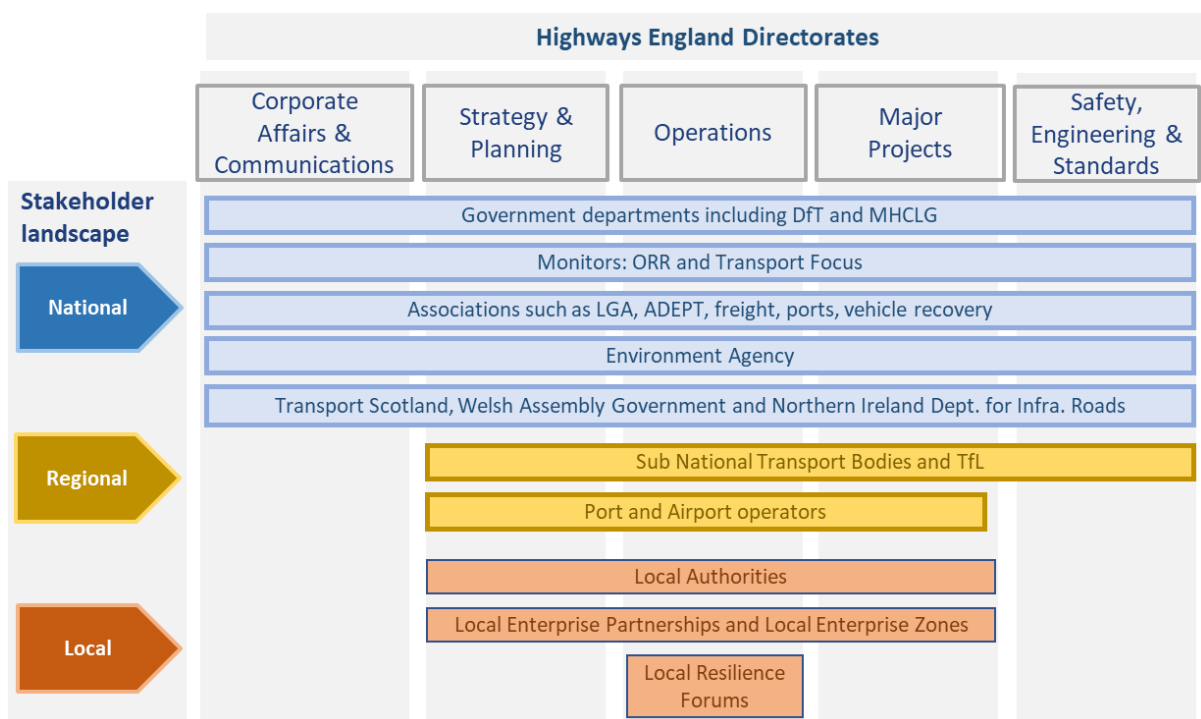 Highways England Directorates
Corporate
Affairs &
Communications
Strategy &
Planning
Operations
Major
Projects
Safety,
Engineering &
Standards
Stakeholder
landscape
Government departments including DfT and MHCLG
Monitors: ORR and Transport Focus
National
Associations such as LGA, ADEPT, freight, ports, vehicle recovery
Environment Agency
Transport Scotland, Welsh Assembly Government and Northern Ireland Dept. for Infra. Roads
Regional
Sub National Transport Bodies and TfL
Port and Airport operators
Local Authorities
Local
Local Enterprise Partnerships and Local Enterprise Zones
Local Resilience
Forums